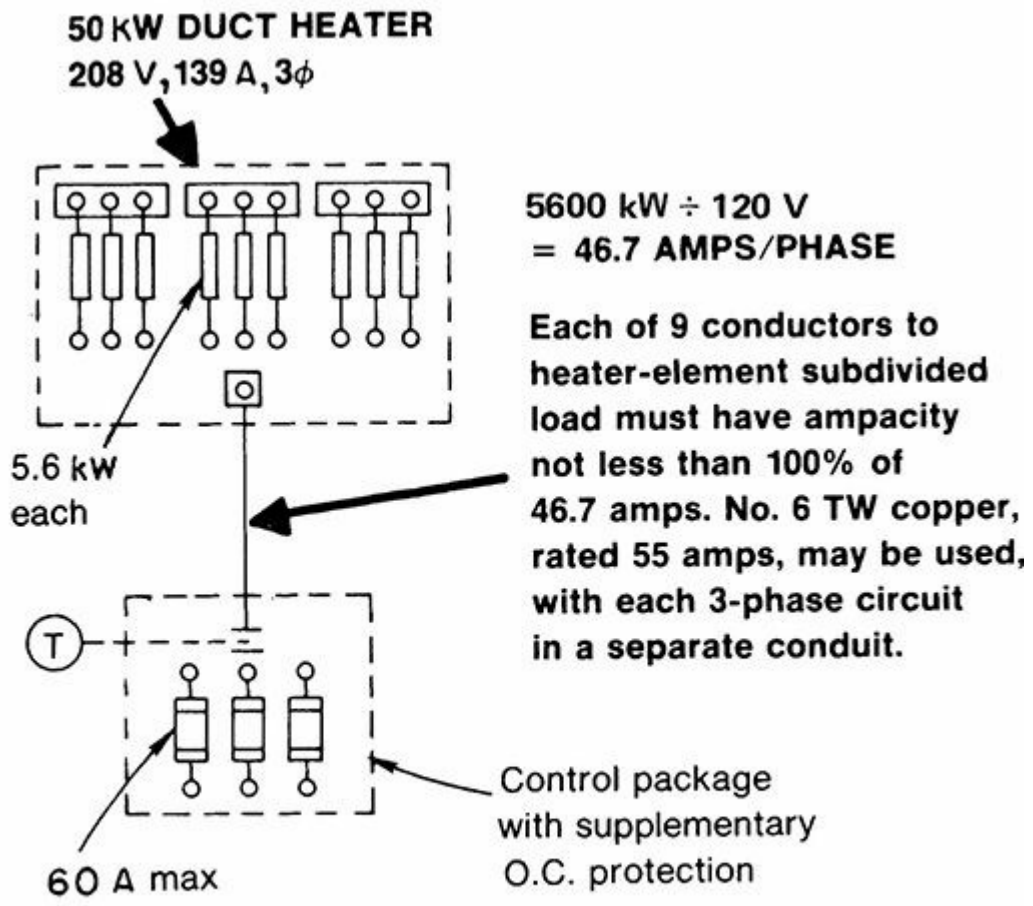 50 KW DUCT HEATER
208 V, 139 A, 3ϕ
5600 kW ÷ 120 V
= 46.7 AMPS/PHASE
Each of 9 conductors to
heater-element subdivided
load must have ampacity
not less than 100% of
46.7 amps. No. 6 TW copper,
rated 55 amps, may be used,
with each 3-phase circuit
in a separate conduit.
5.6 kW
each
T
Control package
with supplementary
O.C. protection
60 A max